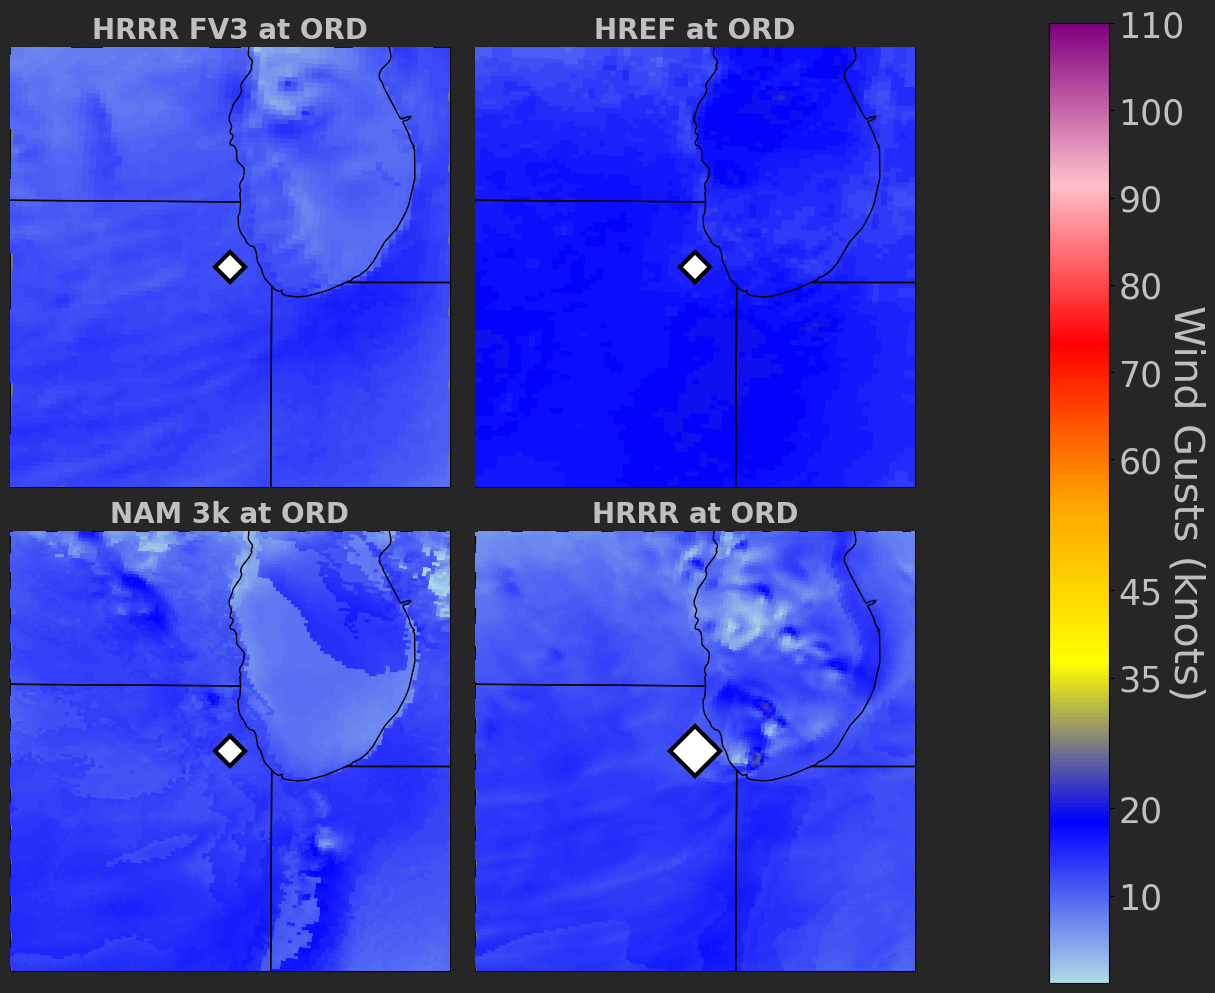 HRRR FV3 at ORD
HREF at ORD
NAM 3k at ORD
HRRR at ORD
110
100
90
80
70
60
45
35
20
10
Wind Gusts (knots)